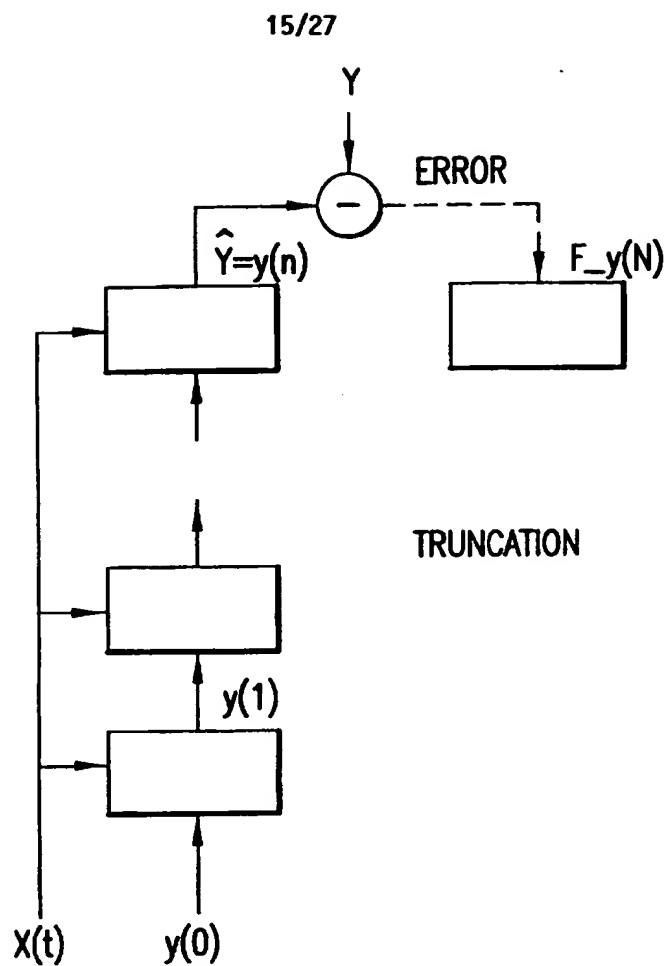 15/27
Y
ERROR
Ŷ=y(n)
F_y(N)
TRUNCATION
y(1)
X(t)
y(0)